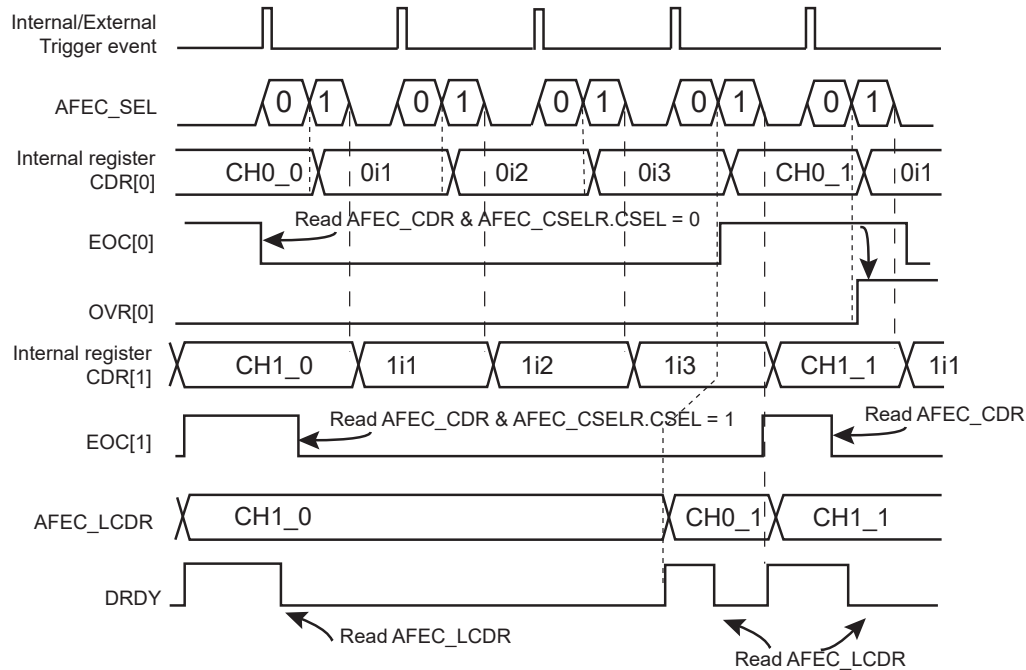 Internal/External
Trigger event
AFEC_SEL
0 1 0 1 0 1 0 1 0 1
Internal register
CDR[0]
CH0_0 0i1 0i2 0i3 CH0_1 0i1
Read AFEC_CDR & AFEC_CSELR.CSEL = 0
EOC[0]
OVR[0]
Internal register
CDR[1]
CH1_0 1i1 1i2 1i3 CH1_1 1i1
Read AFEC_CDR & AFEC_CSELR.CSEL = 1
Read AFEC_CDR
EOC[1]
AFEC_LCDR
CH1_0 CH0_1 CH1_1
DRDY
Read AFEC_LCDR
Read AFEC_LCDR